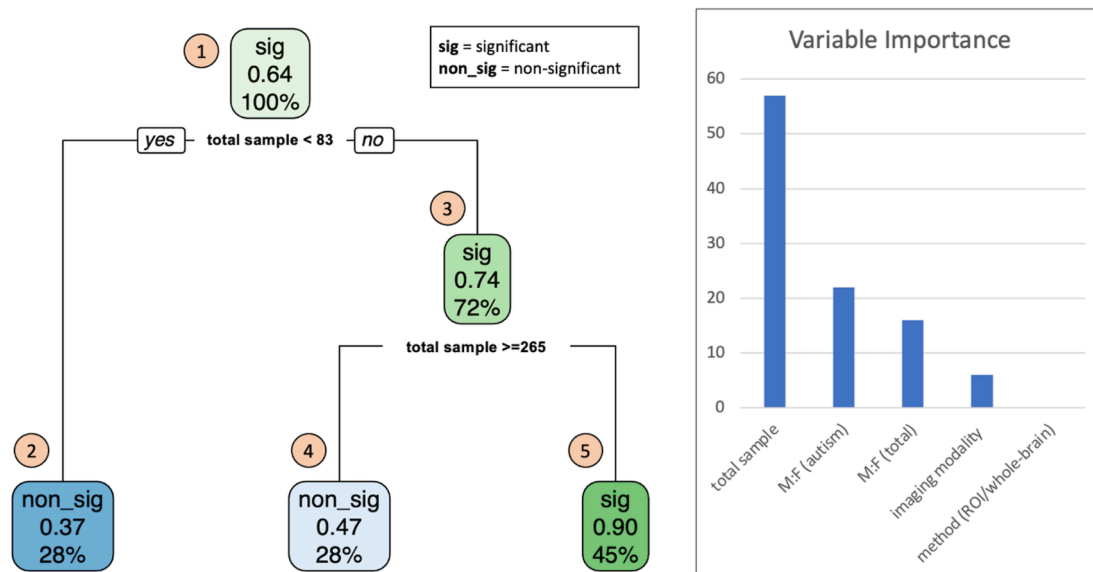 1
sig
0.64
100%
sig = significant
non_sig = non-significant
yes
total sample < 83
no
3
sig
0.74
72%
total sample >=265
2
non_sig
0.37
28%
4
non_sig
0.47
28%
5
sig
0.90
45%
Variable Importance
60
50
40
30
20
10
0
total sample
M:F (autism)
M:F (total)
imaging modality
method (ROI/whole-brain)